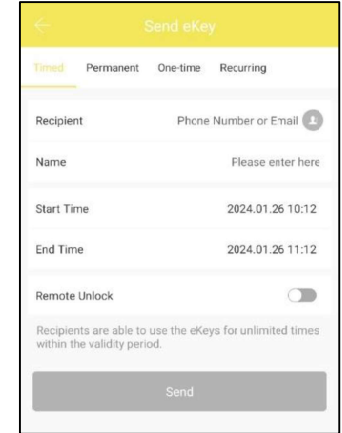 Send eKey
Timed Permanent One-time Recurring
Recipient Phone Number or Email
Name Please enter here
Start Time 2024.01.26 10:12
End Time 2024.01.26 11:12
Remote Unlock
Recipients are able to use the eKeys for unlimited times
within the validity period.
Send